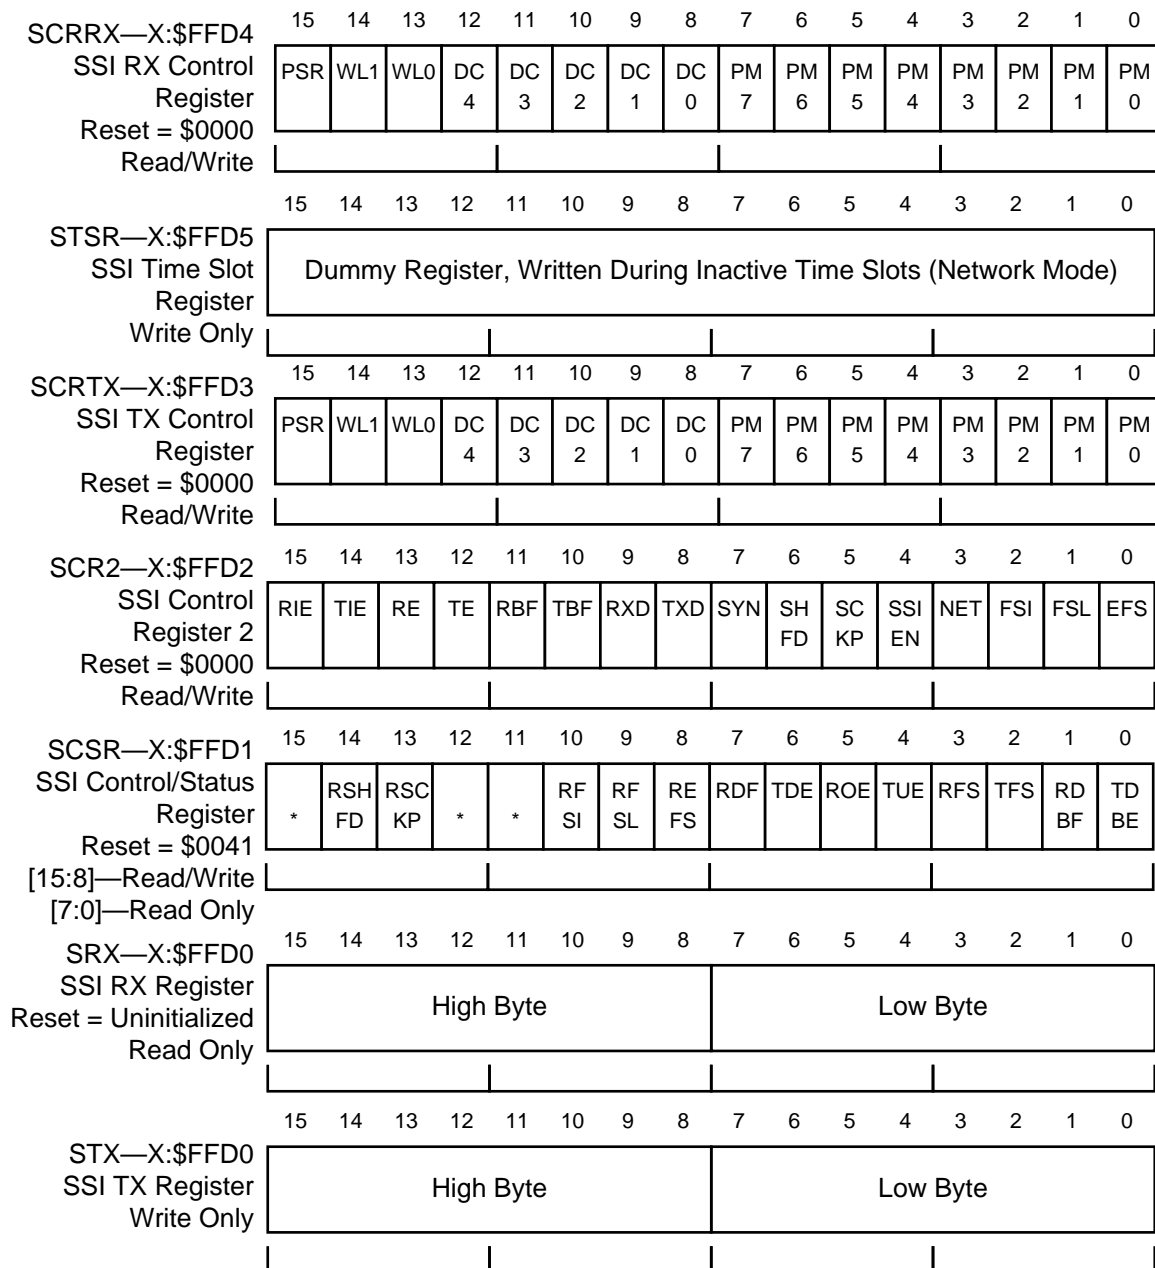 15 14 13 12 11 10 9 8 7 6 5 4 3 2 1 0
SCRRX—X:$FFD4
SSI RX Control
Register
Reset = $0000
Read/Write
PSR WL1 WL0 DC DC DC DC DC PM PM PM PM PM PM PM PM
4 3 2 1 0 7 6 5 4 3 2 1 0
15 14 13 12 11 10 9 8 7 6 5 4 3 2 1 0
STSR—X:$FFD5
SSI Time Slot
Register
Write Only
Dummy Register, Written During Inactive Time Slots (Network Mode)
15 14 13 12 11 10 9 8 7 6 5 4 3 2 1 0
SCRTX—X:$FFD3
SSI TX Control
Register
Reset = $0000
Read/Write
PSR WL1 WL0 DC DC DC DC DC PM PM PM PM PM PM PM PM
4 3 2 1 0 7 6 5 4 3 2 1 0
15 14 13 12 11 10 9 8 7 6 5 4 3 2 1 0
SCR2—X:$FFD2
SSI Control
Register 2
Reset = $0000
Read/Write
RIE TIE RE TE RBF TBF RXD TXD SYN SH SC SSI NET FSI FSL EFS
FD KP EN
15 14 13 12 11 10 9 8 7 6 5 4 3 2 1 0
SCSR—X:$FFD1
SSI Control/Status
Register
Reset = $0041
[15:8]—Read/Write
[7:0]—Read Only
RSH RSC RF RF RE RDF TDE ROE TUE RFS TFS RD TD
* FD KP * * SI SL FS BF BE
15 14 13 12 11 10 9 8 7 6 5 4 3 2 1 0
SRX—X:$FFD0
SSI RX Register
Reset = Uninitialized
Read Only
High Byte Low Byte
15 14 13 12 11 10 9 8 7 6 5 4 3 2 1 0
STX—X:$FFD0
SSI TX Register
Write Only
High Byte Low Byte